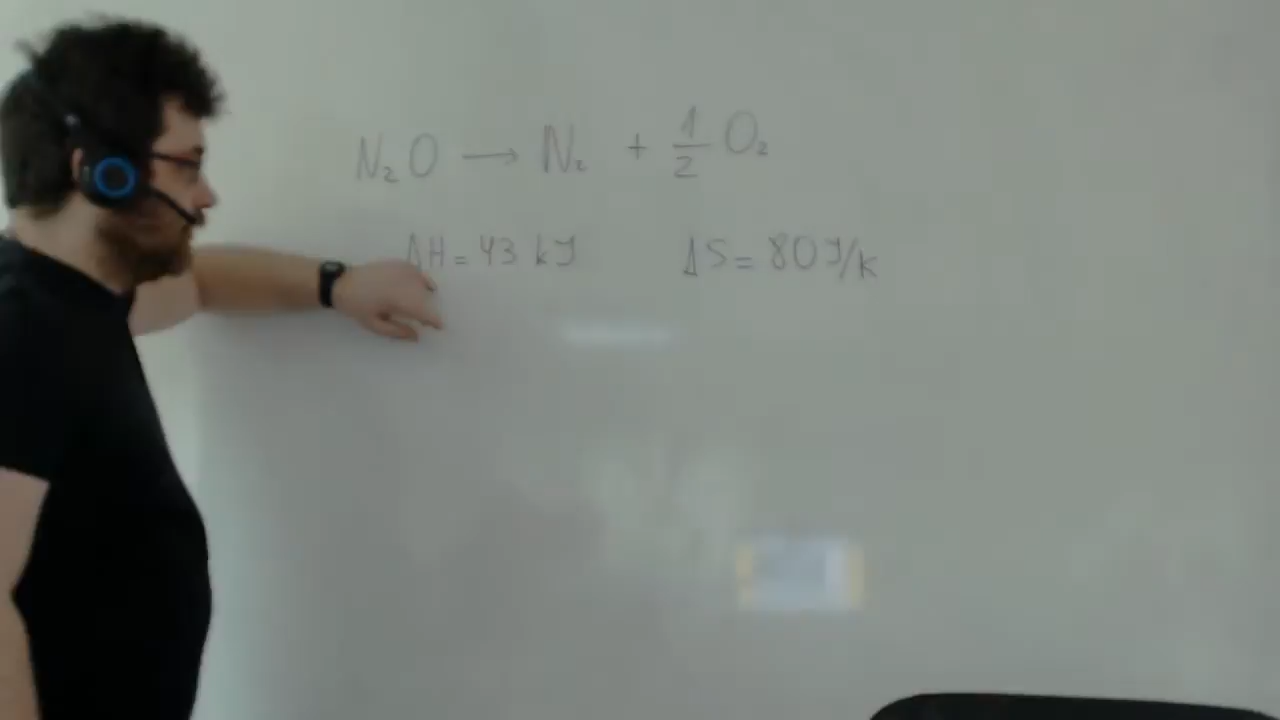 N₂O → N₂ + 1/2 O₂
ΔH = 43 kJ ΔS = 80 J/K